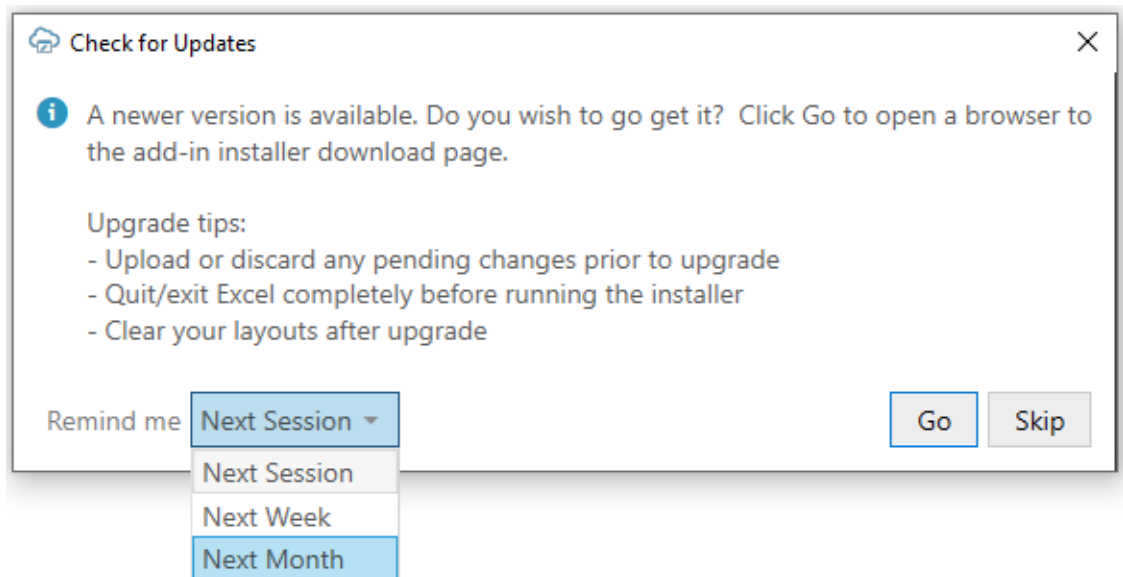 Check for Updates
A newer version is available. Do you wish to go get it?  Click Go to open a browser to
the add-in installer download page.
Upgrade tips:
- Upload or discard any pending changes prior to upgrade
- Quit/exit Excel completely before running the installer
- Clear your layouts after upgrade
Remind me Next Session Go Skip
Next Session
Next Week
Next Month